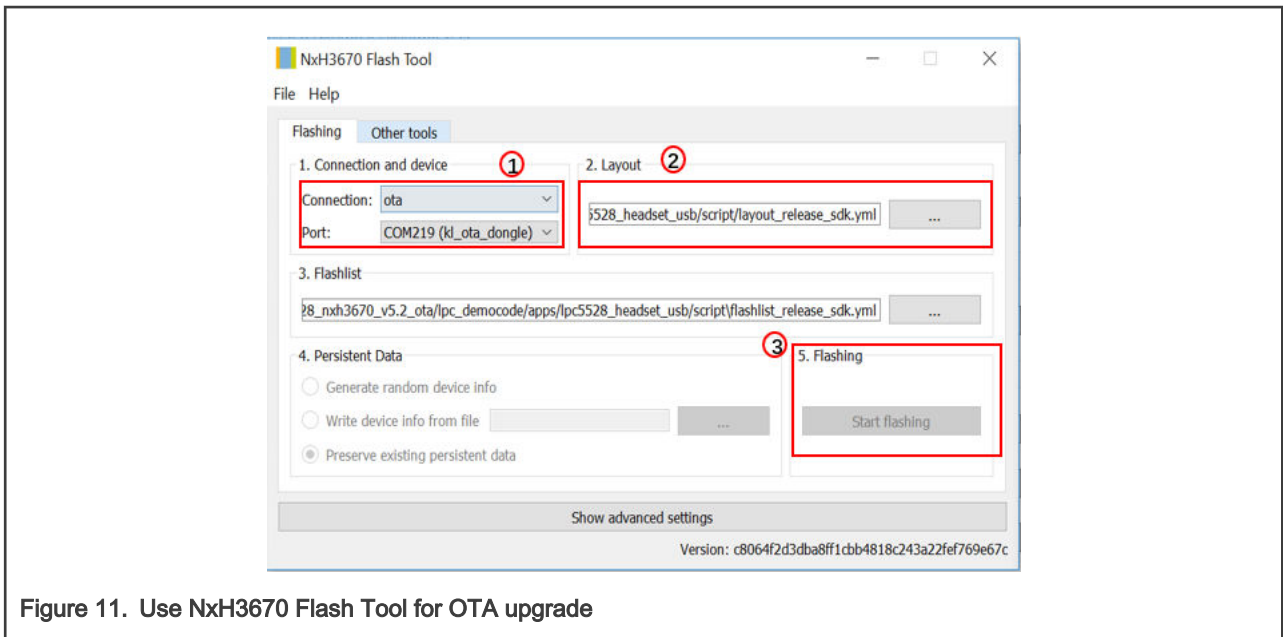 NxH3670 Flash Tool
File Help
Flashing Other tools
1. Connection and device ① 2. Layout ②
Connection: ota
5528_headset_usb/script/layout_release_sdk.yml ...
Port: COM219 (kl_ota_dongle)
3. Flashlist
28_nxh3670_v5.2_ota/lpc_democode/apps/lpc5528_headset_usb/script\flashlist_release_sdk.yml ...
4. Persistent Data ③ 5. Flashing
Generate random device info
Write device info from file ... Start flashing
Preserve existing persistent data
Show advanced settings
Version: c8064f2d3dba8ff1cbb4818c243a22fef769e67c
Figure 11. Use NxH3670 Flash Tool for OTA upgrade